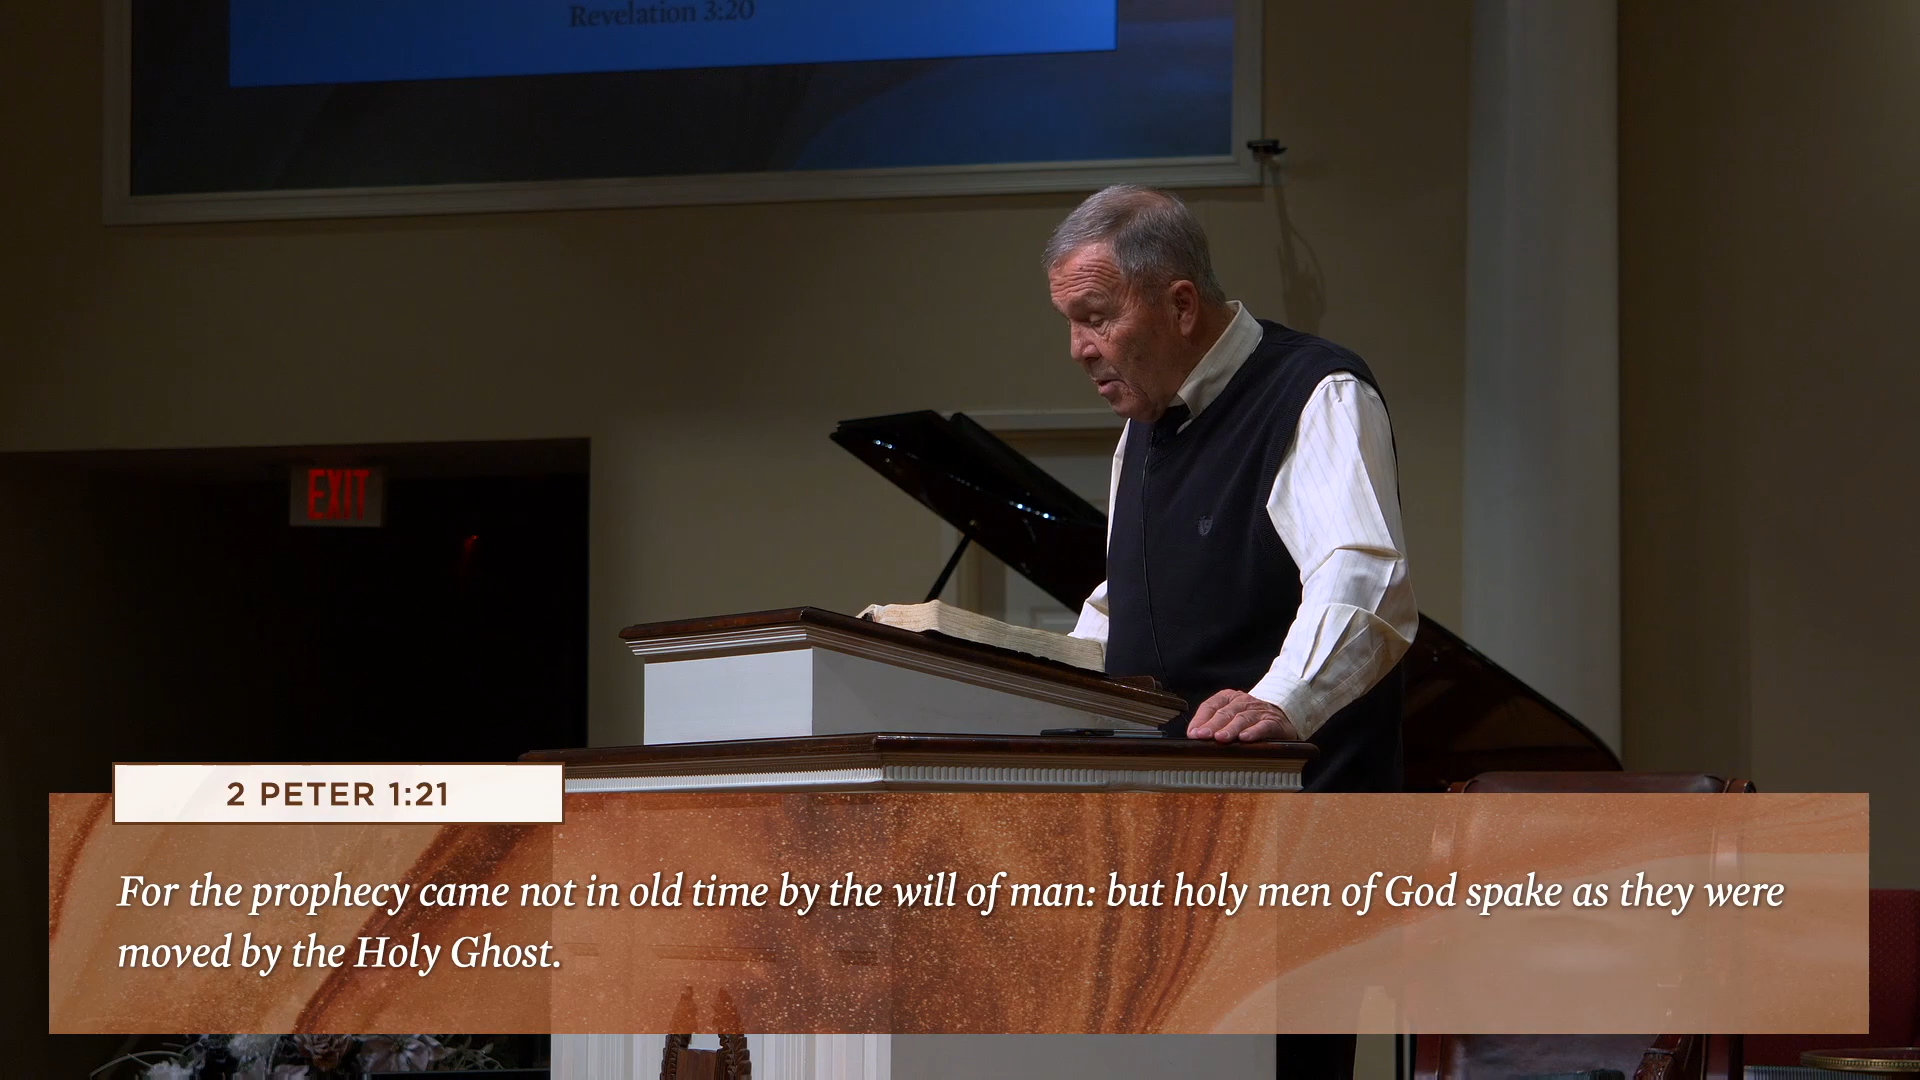 Revelation 3:20
EXIT
2 PETER 1:21
For the prophecy came not in old time by the will of man: but holy men of God spake as they were
moved by the Holy Ghost.